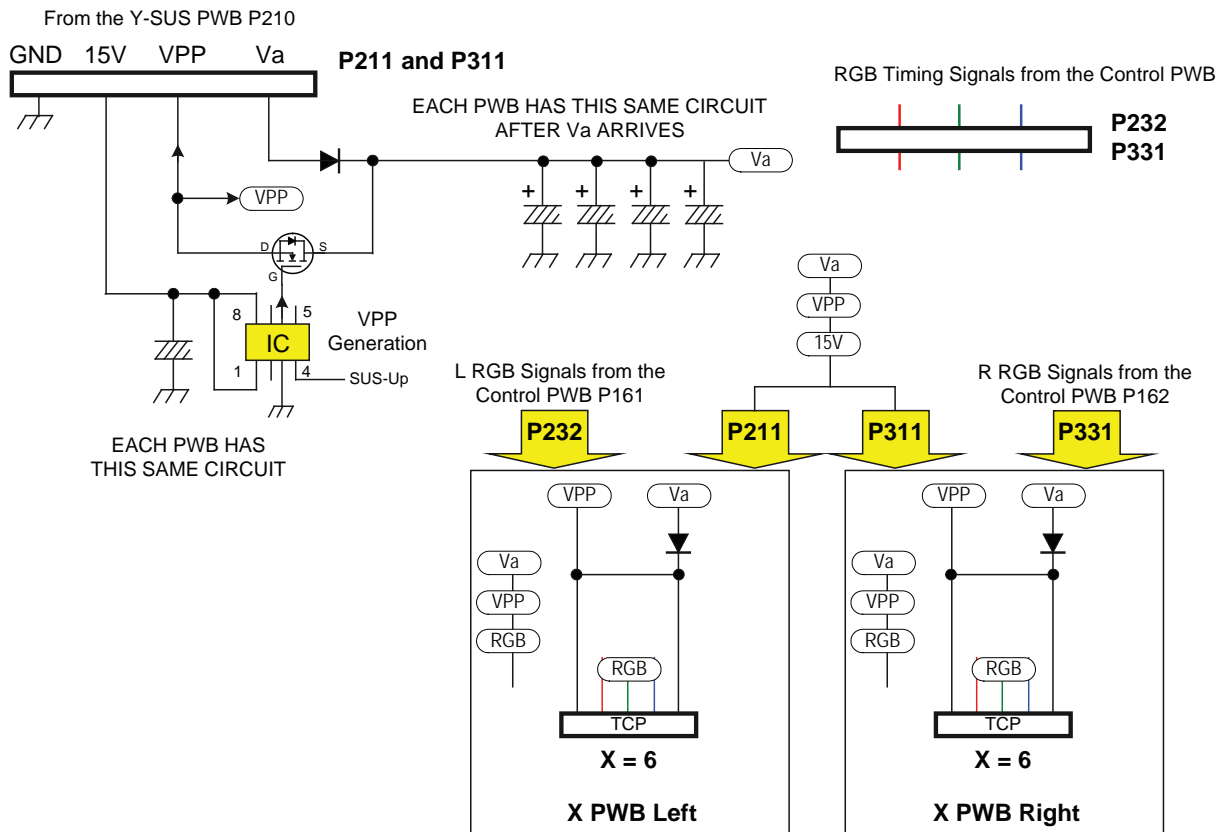 From the Y-SUS PWB P210
GND 15V VPP Va
P211 and P311
EACH PWB HAS THIS SAME CIRCUIT
AFTER Va ARRIVES
RGB Timing Signals from the Control PWB
P232
P331
Va
+ + + +
VPP
D S
G
8 5
IC
1 4
VPP
Generation
SUS-Up
EACH PWB HAS
THIS SAME CIRCUIT
Va
VPP
15V
L RGB Signals from the
Control PWB P161
R RGB Signals from the
Control PWB P162
P232 P211 P311 P331
VPP Va
Va
VPP
RGB
RGB
TCP
X = 6
X PWB Left
VPP Va
Va
VPP
RGB
RGB
TCP
X = 6
X PWB Right